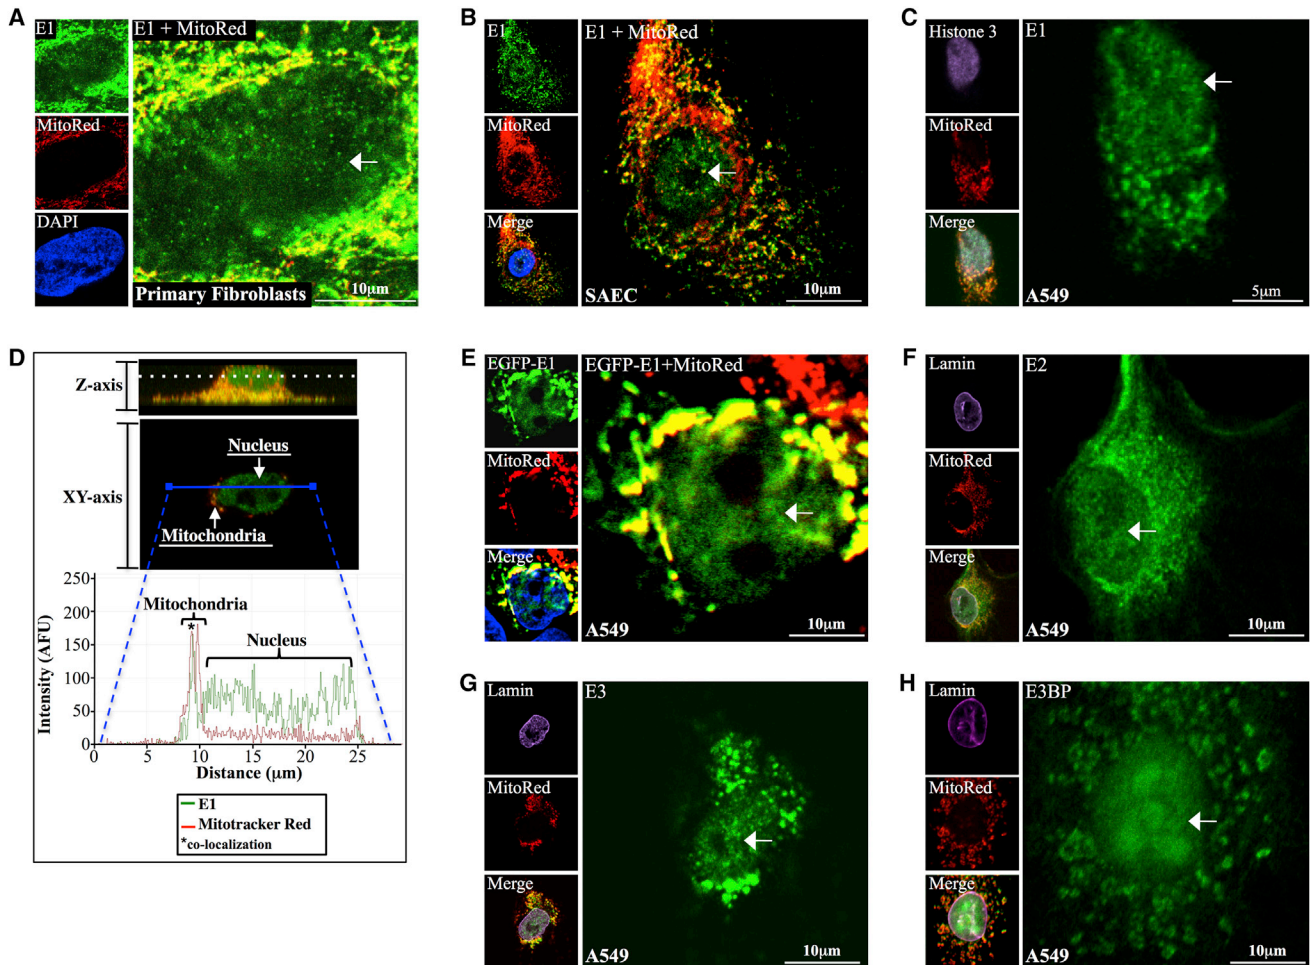 A
E1
E1 + MitoRed
MitoRed
DAPI
Primary Fibroblasts
10μm
B
E1
E1 + MitoRed
MitoRed
Merge
SAEC
10μm
C
Histone 3
E1
MitoRed
Merge
A549
5μm
D
Z-axis
XY-axis
Nucleus
Mitochondria
250
200
150
100
50
0
Intensity (AFU)
Mitochondria
*
Nucleus
0 5 10 15 20 25
Distance (μm)
E1
Mitotracker Red
*co-localization
E
EGFP-E1
EGFP-E1+MitoRed
MitoRed
Merge
A549
10μm
F
Lamin
E2
MitoRed
Merge
A549
10μm
G
Lamin
E3
MitoRed
Merge
A549
10μm
H
Lamin
E3BP
MitoRed
Merge
A549
10μm